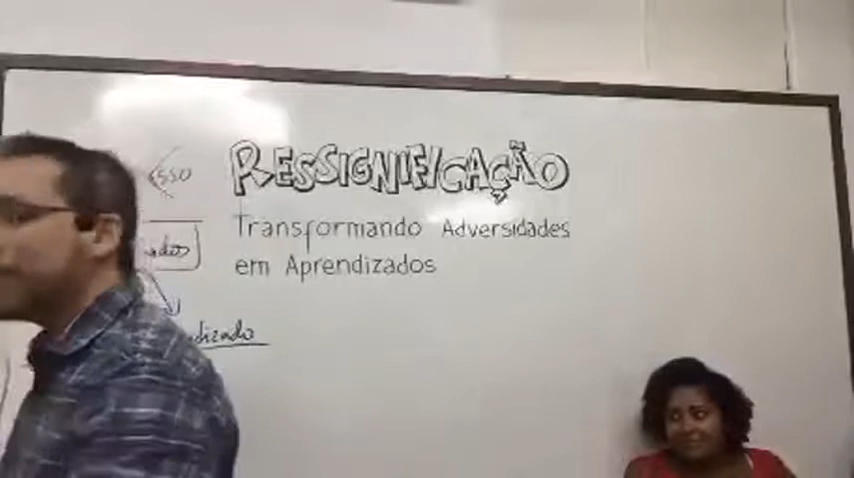 RESSIGNIFICAÇÃO
Transformando Adversidades
em Aprendizados